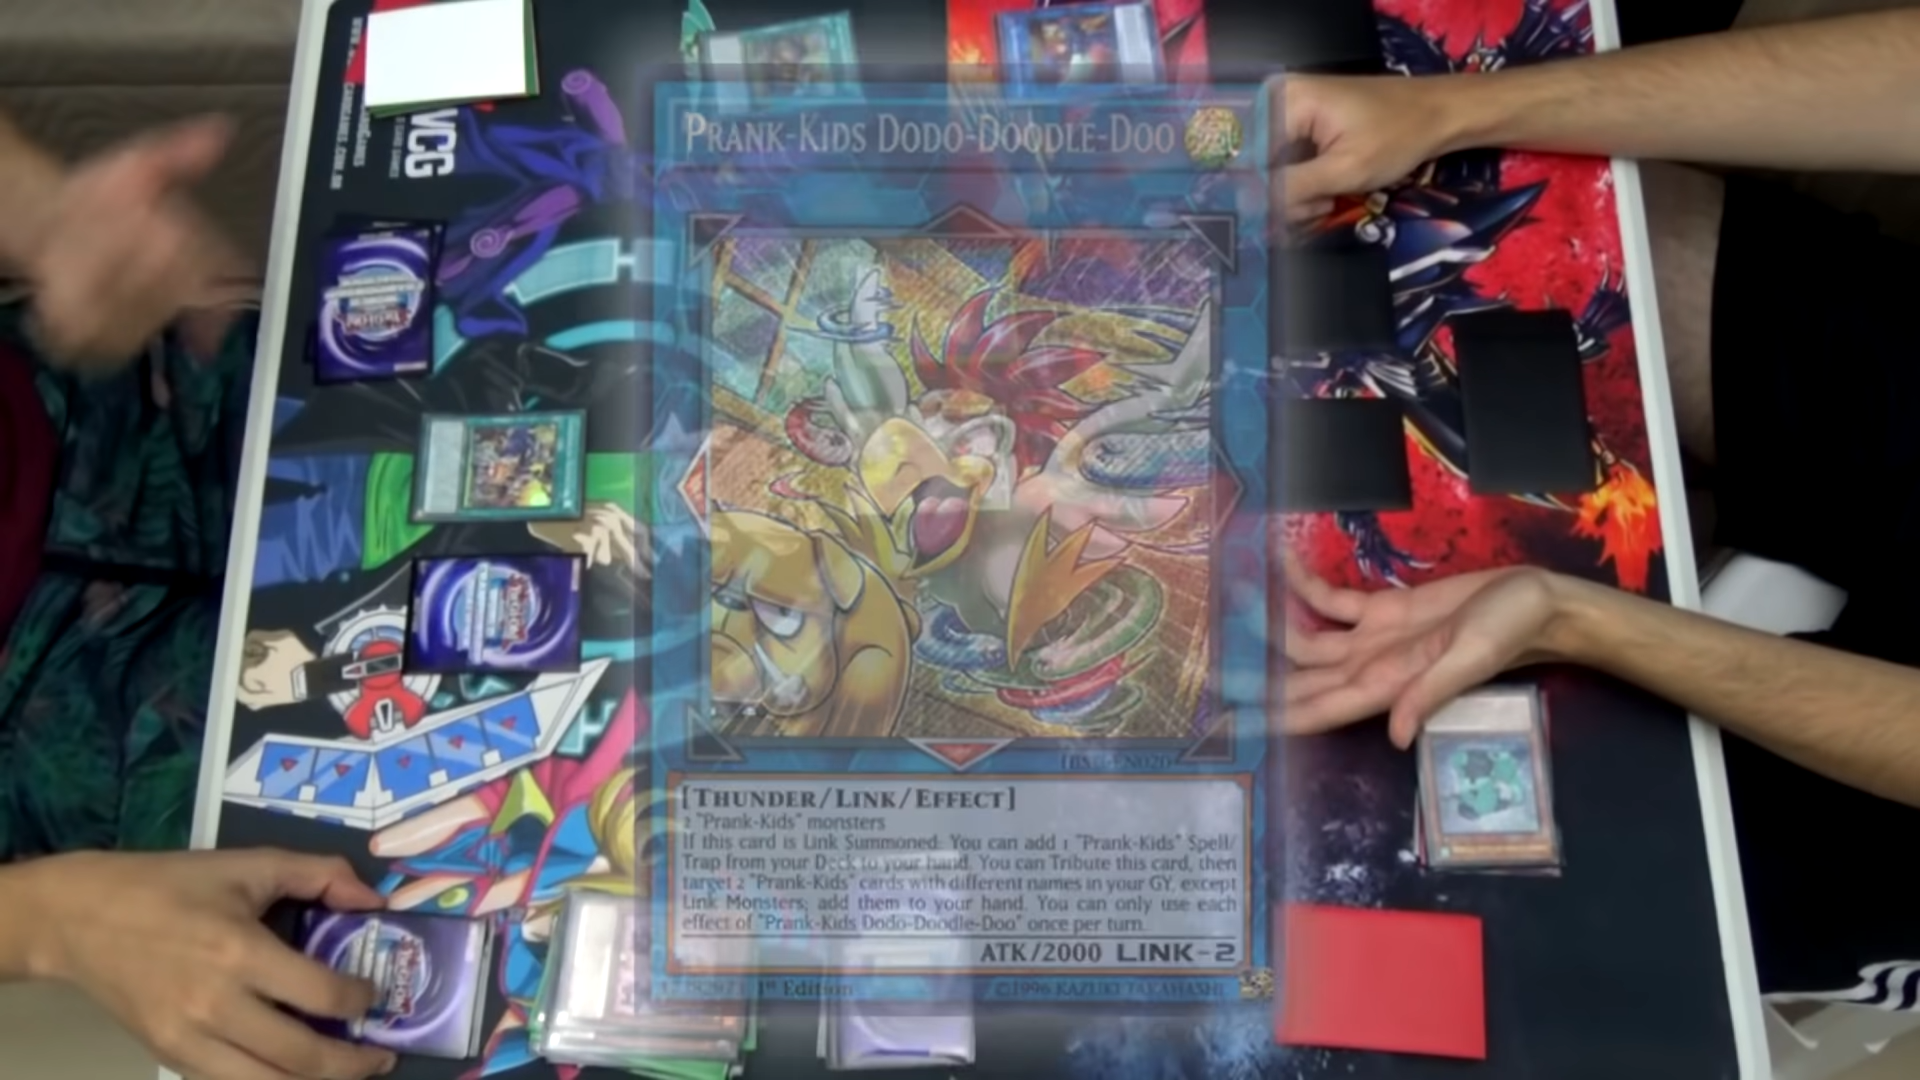 VCG
PRANK-KIDS DODO-DOODLE-DOO
[THUNDER/LINK/EFFECT]
2 "Prank-Kids" monsters
If this card is Link Summoned: You can add 1 "Prank-Kids" Spell/
Trap from your Deck to your hand. You can Tribute this card, then
target 2 "Prank-Kids" cards with different names in your GY, except
Link Monsters; add them to your hand. You can only use each
effect of "Prank-Kids Dodo-Doodle-Doo" once per turn.
ATK/2000 LINK-2
1st Edition
©1996 KAZUKI TAKAHASHI